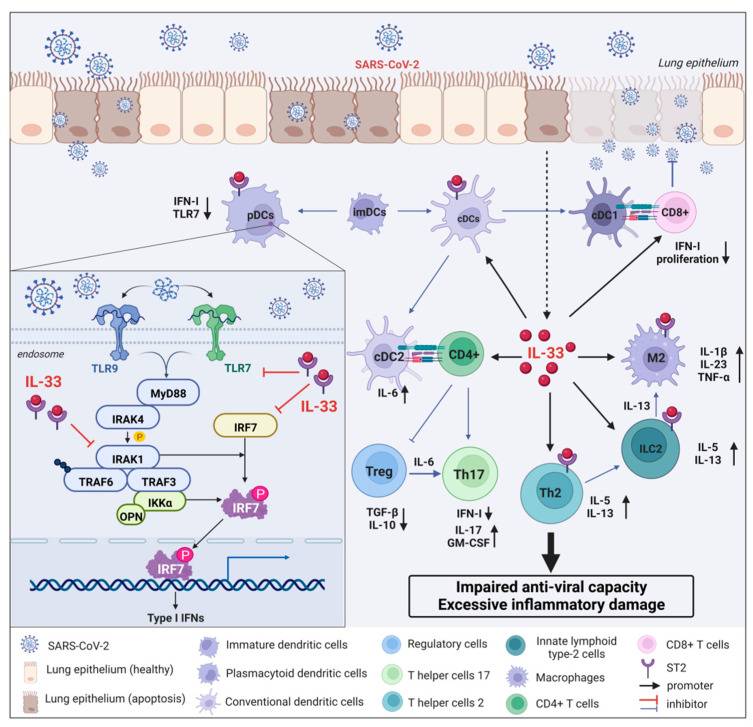 SARS-CoV-2
Lung epithelium
IFN-I
TLR7
pDCs
imDCs
cDCs
cDC1
CD8+
IFN-I
proliferation
endosome
TLR9
TLR7
IL-33
IL-33
MyD88
IRAK4
P
IRAK1
TRAF6
TRAF3
IKKα
OPN
IRF7
P
IRF7
P
IRF7
Type I IFNs
cDC2
CD4+
IL-6
IL-33
M2
IL-1β
IL-23
TNF-α
IL-13
ILC2
IL-5
IL-13
Treg
IL-6
Th17
TGF-β
IL-10
IFN-I
IL-17
GM-CSF
Th2
IL-5
IL-13
Impaired anti-viral capacity
Excessive inflammatory damage
SARS-CoV-2
Lung epithelium (healthy)
Lung epithelium (apoptosis)
Immature dendritic cells
Plasmacytoid dendritic cells
Conventional dendritic cells
Regulatory cells
T helper cells 17
T helper cells 2
Innate lymphoid
type-2 cells
Macrophages
CD4+ T cells
CD8+ T cells
ST2
promoter
inhibitor